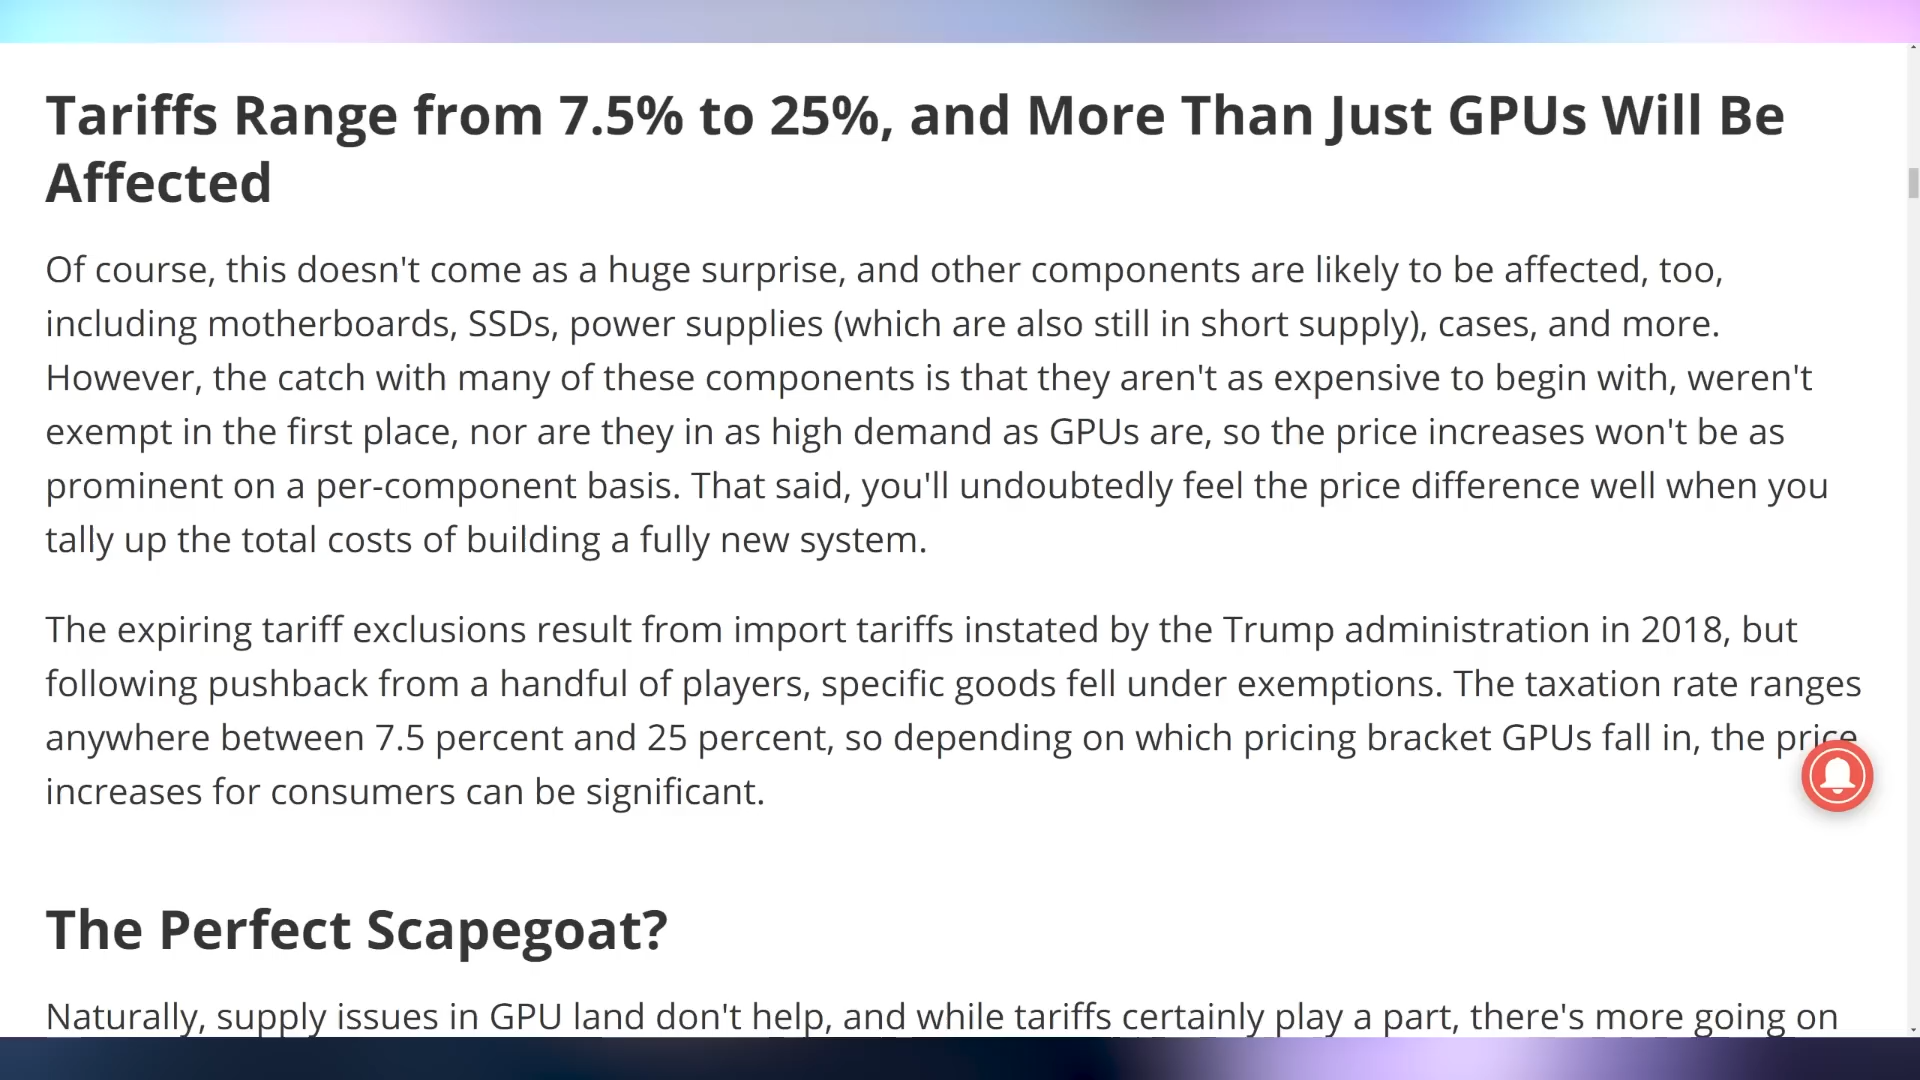 Tariffs Range from 7.5% to 25%, and More Than Just GPUs Will Be
Affected
Of course, this doesn't come as a huge surprise, and other components are likely to be affected, too,
including motherboards, SSDs, power supplies (which are also still in short supply), cases, and more.
However, the catch with many of these components is that they aren't as expensive to begin with, weren't
exempt in the first place, nor are they in as high demand as GPUs are, so the price increases won't be as
prominent on a per-component basis. That said, you'll undoubtedly feel the price difference well when you
tally up the total costs of building a fully new system.
The expiring tariff exclusions result from import tariffs instated by the Trump administration in 2018, but
following pushback from a handful of players, specific goods fell under exemptions. The taxation rate ranges
anywhere between 7.5 percent and 25 percent, so depending on which pricing bracket GPUs fall in, the price
increases for consumers can be significant.
The Perfect Scapegoat?
Naturally, supply issues in GPU land don't help, and while tariffs certainly play a part, there's more going on